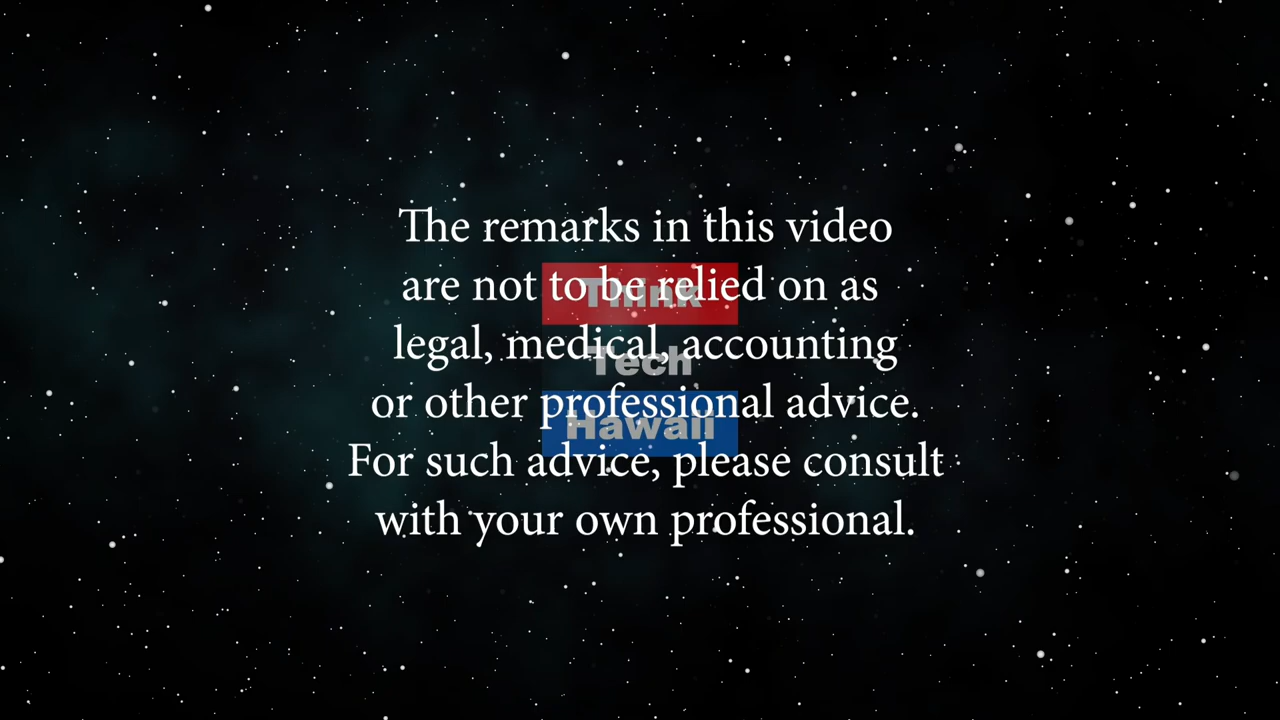 The remarks in this video
are not to be relied on as
legal, medical, accounting
or other professional advice.
For such advice, please consult
with your own professional.
Think
Tech
Hawaii